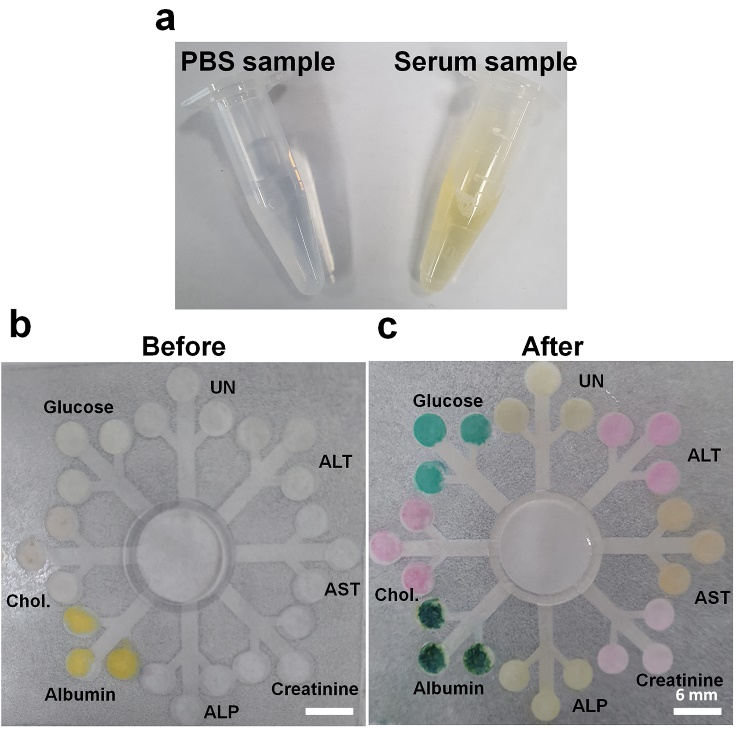 a
PBS sample
Serum sample
b
Before
UN
Glucose
ALT
AST
Chol.
Albumin
Creatinine
ALP
c
After
UN
Glucose
ALT
AST
Chol.
Albumin
Creatinine
6 mm
ALP